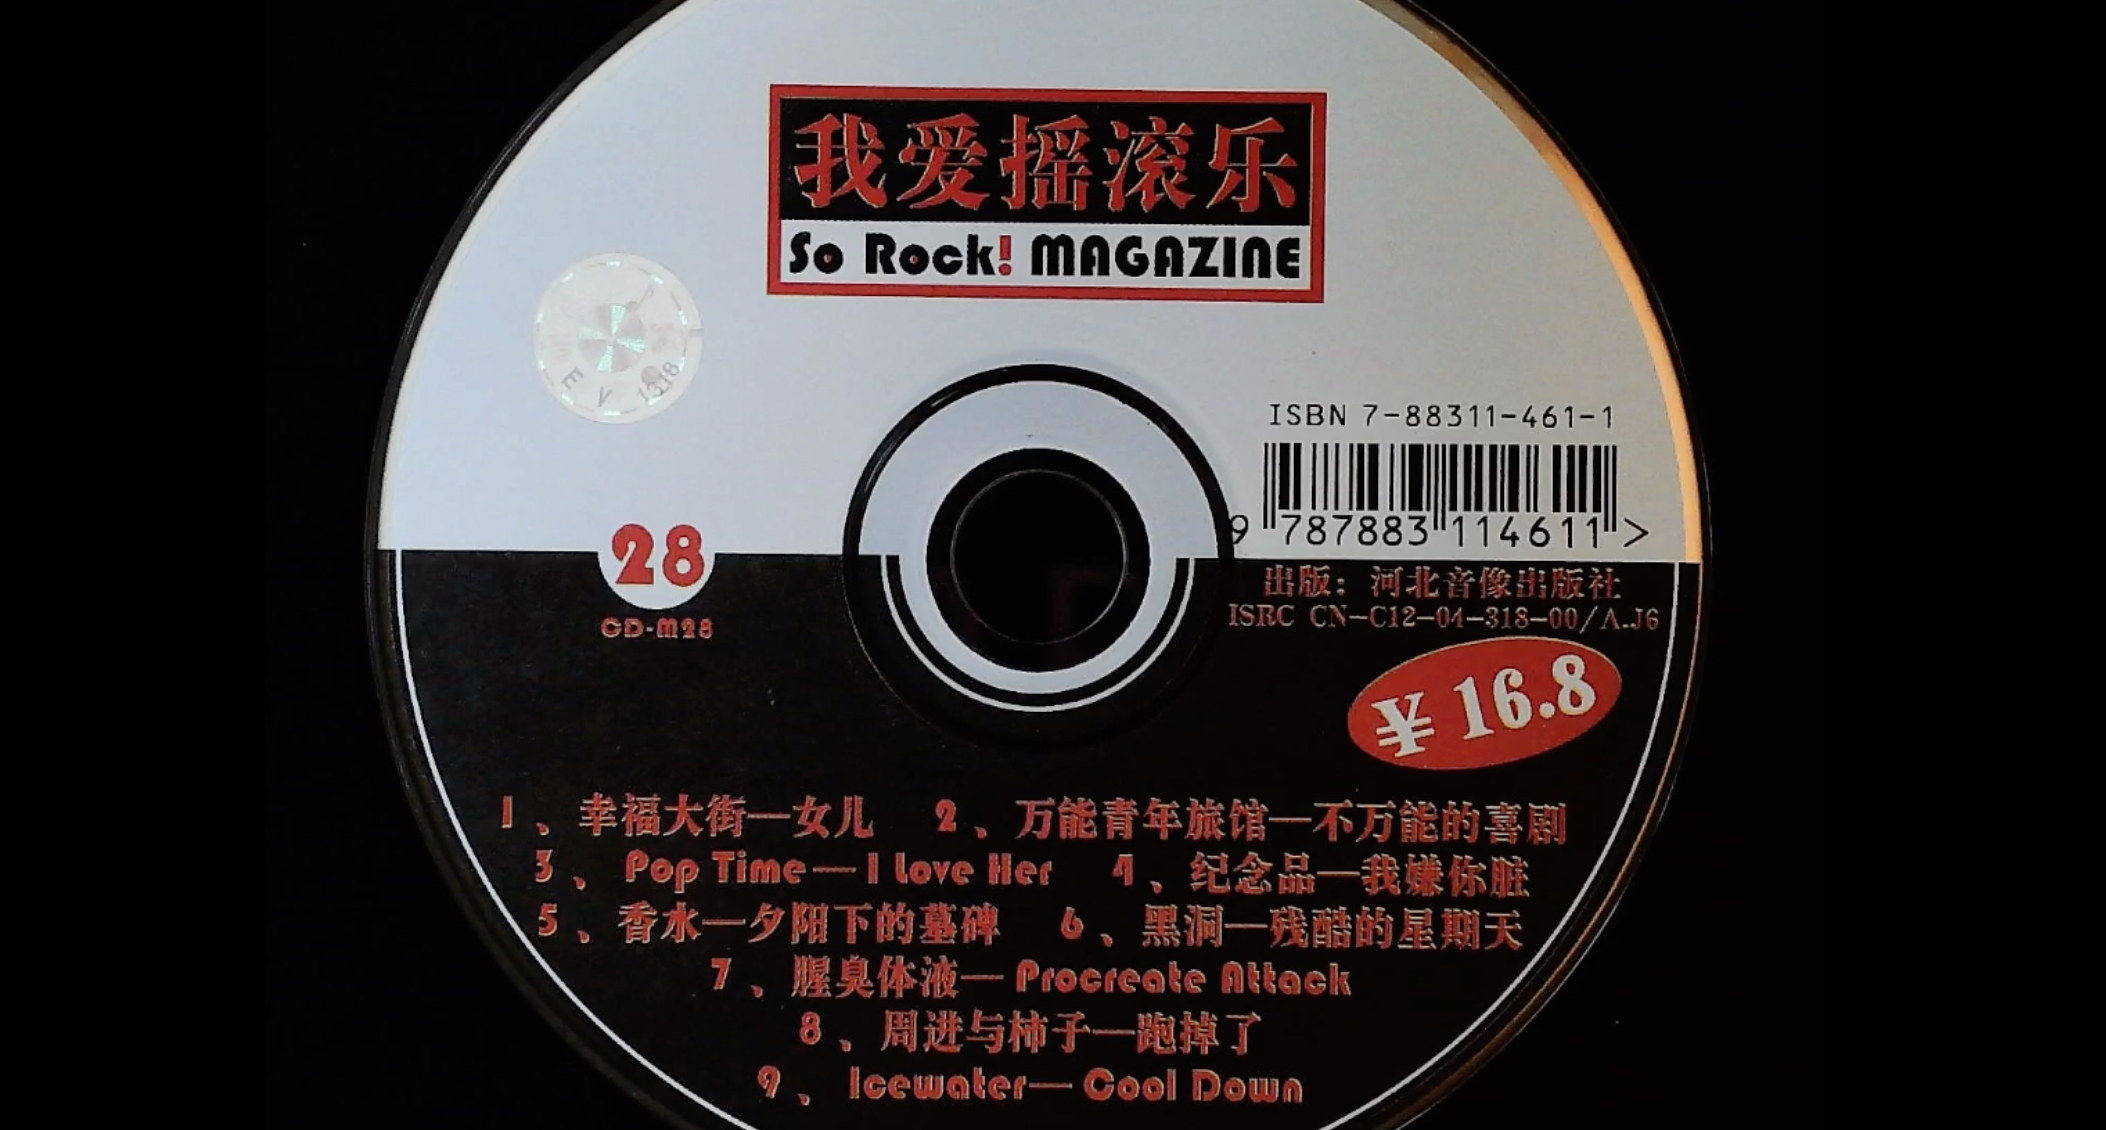 我爱摇滚乐
So Rock! MAGAZINE
E V 1318
ISBN 7-88311-461-1
9 787883 114611 >
28
CD-M28
出版：河北音像出版社
ISRC CN-C12-04-318-00/A.J6
¥16.8
1、幸福大街—女儿 2、万能青年旅馆—不万能的喜剧
3、Pop Time—I Love Her 4、纪念品—我嫌你脏
5、香水—夕阳下的墓碑 6、黑洞—残酷的星期天
7、腥臭体液—Procreate Attack
8、周进与柿子—跑掉了
9、Icewater—Cool Down